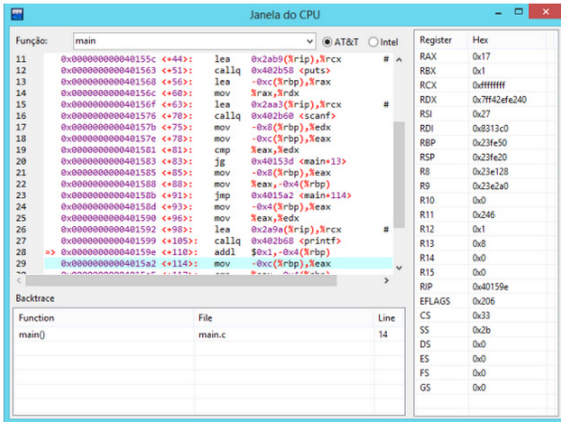 Janela do CPU
Função: main AT&T Intel
11 0x000000000040155c <+44>: lea 0x2ab9(%rip),%rcx #
12 0x0000000000401563 <+51>: callq 0x402b58 <puts>
13 0x0000000000401568 <+56>: lea -0xc(%rbp),%rax
14 0x000000000040156c <+60>: mov %rax,%rdx
15 0x000000000040156f <+63>: lea 0x2aa3(%rip),%rcx #
16 0x0000000000401576 <+70>: callq 0x402b60 <scanf>
17 0x000000000040157b <+75>: mov -0x8(%rbp),%edx
18 0x000000000040157e <+78>: mov -0xc(%rbp),%eax
19 0x0000000000401581 <+81>: cmp %eax,%edx
20 0x0000000000401583 <+83>: jg 0x40153d <main+13>
21 0x0000000000401585 <+85>: mov -0x8(%rbp),%eax
22 0x0000000000401588 <+88>: mov %eax,-0x4(%rbp)
23 0x000000000040158b <+91>: jmp 0x4015a2 <main+114>
24 0x000000000040158d <+93>: mov -0x4(%rbp),%eax
25 0x0000000000401590 <+96>: mov %eax,%edx
26 0x0000000000401592 <+98>: lea 0x2a9a(%rip),%rcx #
27 0x0000000000401599 <+105>: callq 0x402b68 <printf>
28 => 0x000000000040159e <+110>: addl $0x1,-0x4(%rbp)
29 0x00000000004015a2 <+114>: mov -0xc(%rbp),%eax
Backtrace
Function File Line
main() main.c 14
Register Hex
RAX 0x17
RBX 0x1
RCX 0xffffffff
RDX 0x7ff42efe240
RSI 0x27
RDI 0x8313c0
RBP 0x23fe50
RSP 0x23fe20
R8 0x23e128
R9 0x23e2a0
R10 0x0
R11 0x246
R12 0x1
R13 0x8
R14 0x0
R15 0x0
RIP 0x40159e
EFLAGS 0x206
CS 0x33
SS 0x2b
DS 0x0
ES 0x0
FS 0x0
GS 0x0